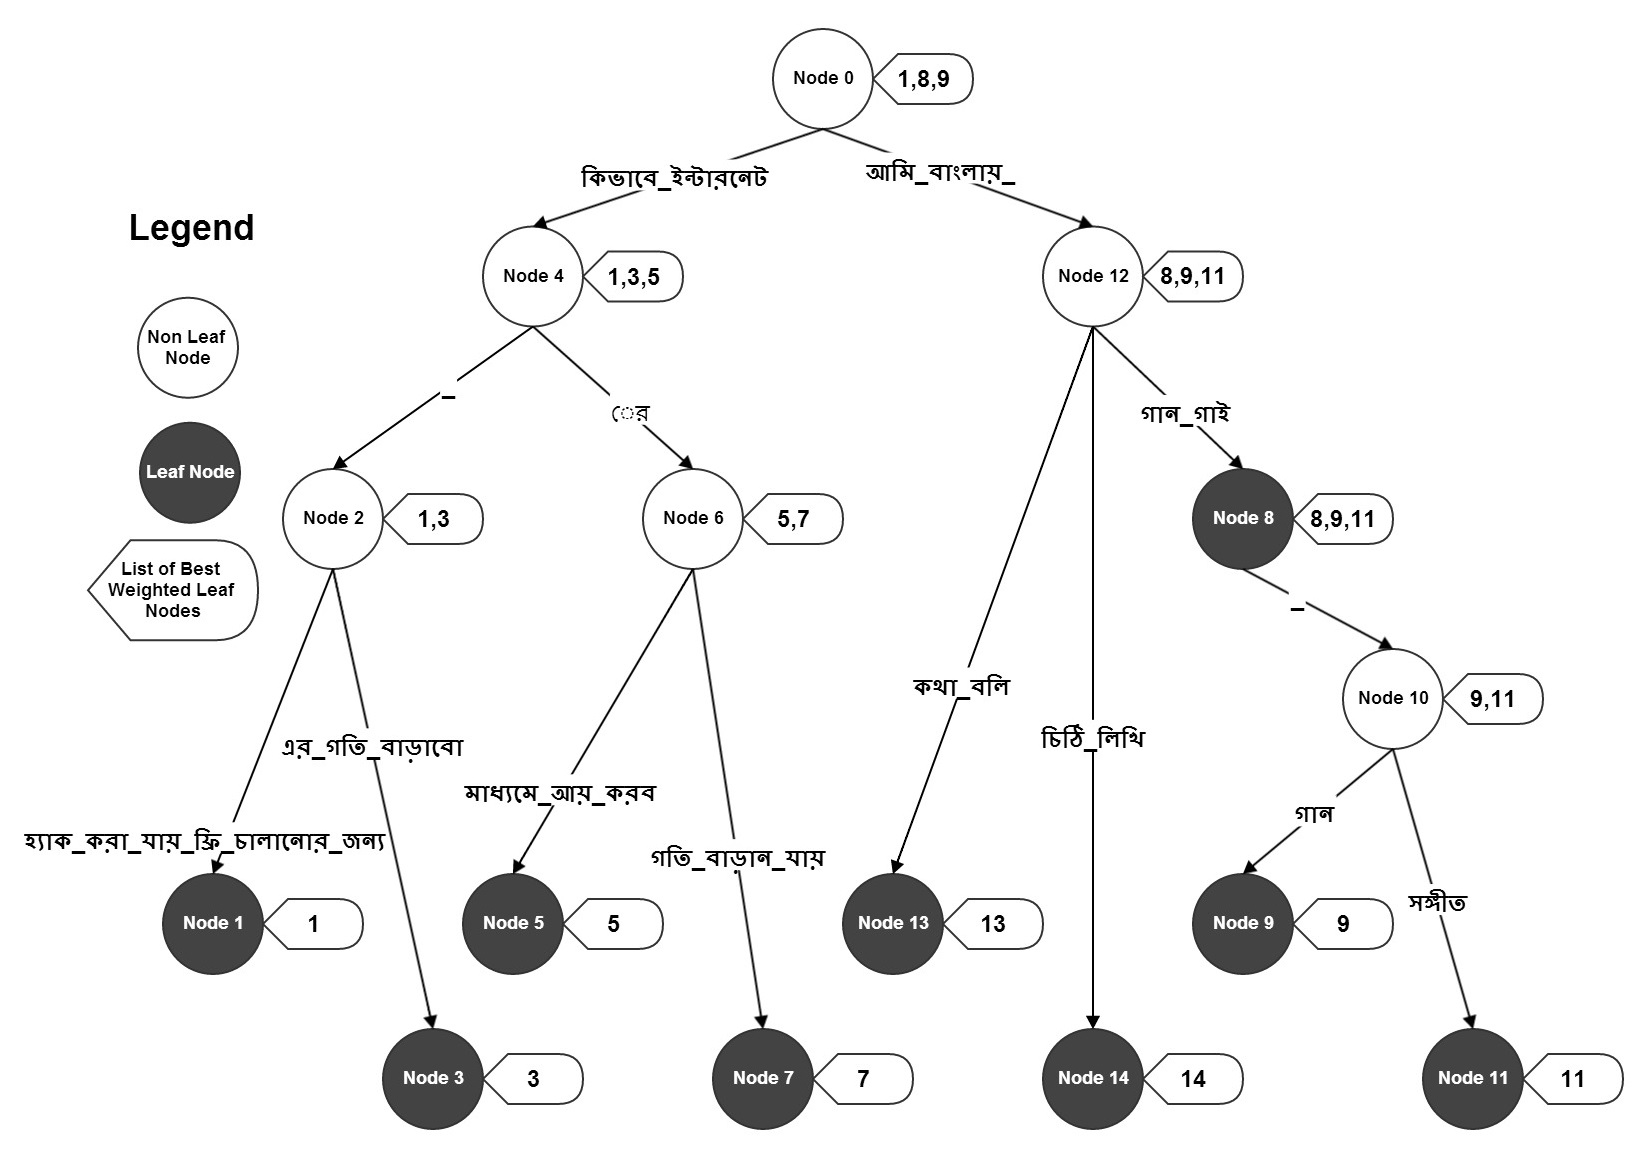 Node 0
1,8,9
কিভাবে_ইন্টারনেট
আমি_বাংলায়_
Legend
Node 4
1,3,5
Node 12
8,9,11
Non Leaf
Node
_
ের
গান_গাই
Leaf Node
Node 2
1,3
Node 6
5,7
Node 8
8,9,11
List of Best
Weighted Leaf
Nodes
_
কথা_বলি
Node 10
9,11
চিঠি_লিখি
এর_গতি_বাড়াবো
মাধ্যমে_আয়_করব
গান
হ্যাক_করা_যায়_ফ্রি_চালানোর_জন্য
গতি_বাড়ান_যায়
সঙ্গীত
Node 1
1
Node 5
5
Node 13
13
Node 9
9
Node 3
3
Node 7
7
Node 14
14
Node 11
11